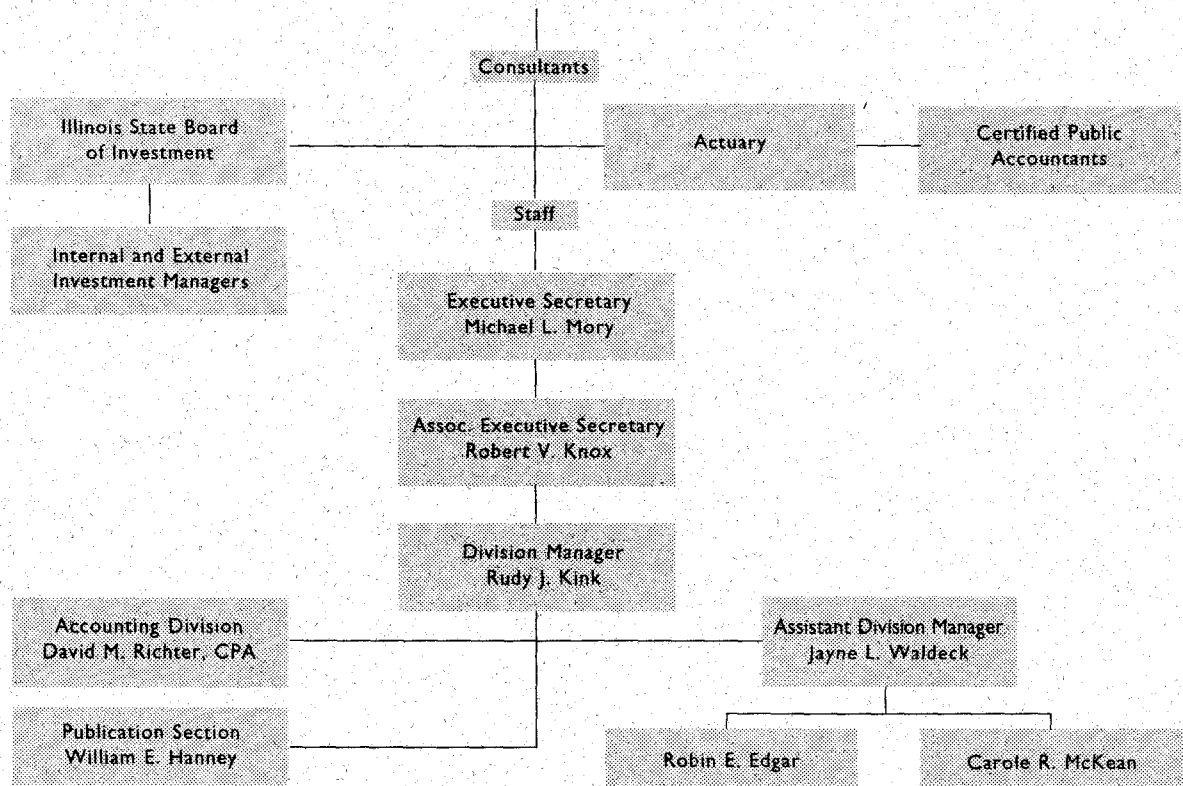 Consultants
Illinois State Board
of Investment
Actuary
Certified Public
Accountants
Staff
Internal and External
Investment Managers
Executive Secretary
Michael L. Mory
Assoc. Executive Secretary
Robert V. Knox
Division Manager
Rudy J. Kink
Accounting Division
David M. Richter, CPA
Assistant Division Manager
Jayne L. Waldeck
Publication Section
William E. Hanney
Robin E. Edgar
Carole R. McKean